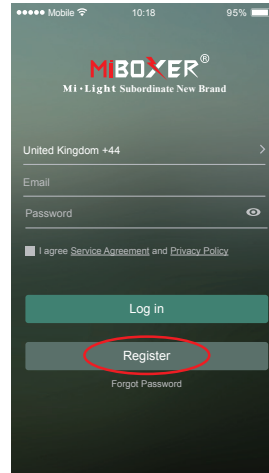 ●●●●● Mobile 10:18 95%
MiBOXER®
Mi·Light Subordinate New Brand
United Kingdom +44
Email
Password
I agree Service Agreement and Privacy Policy
Log in
Register
Forgot Password